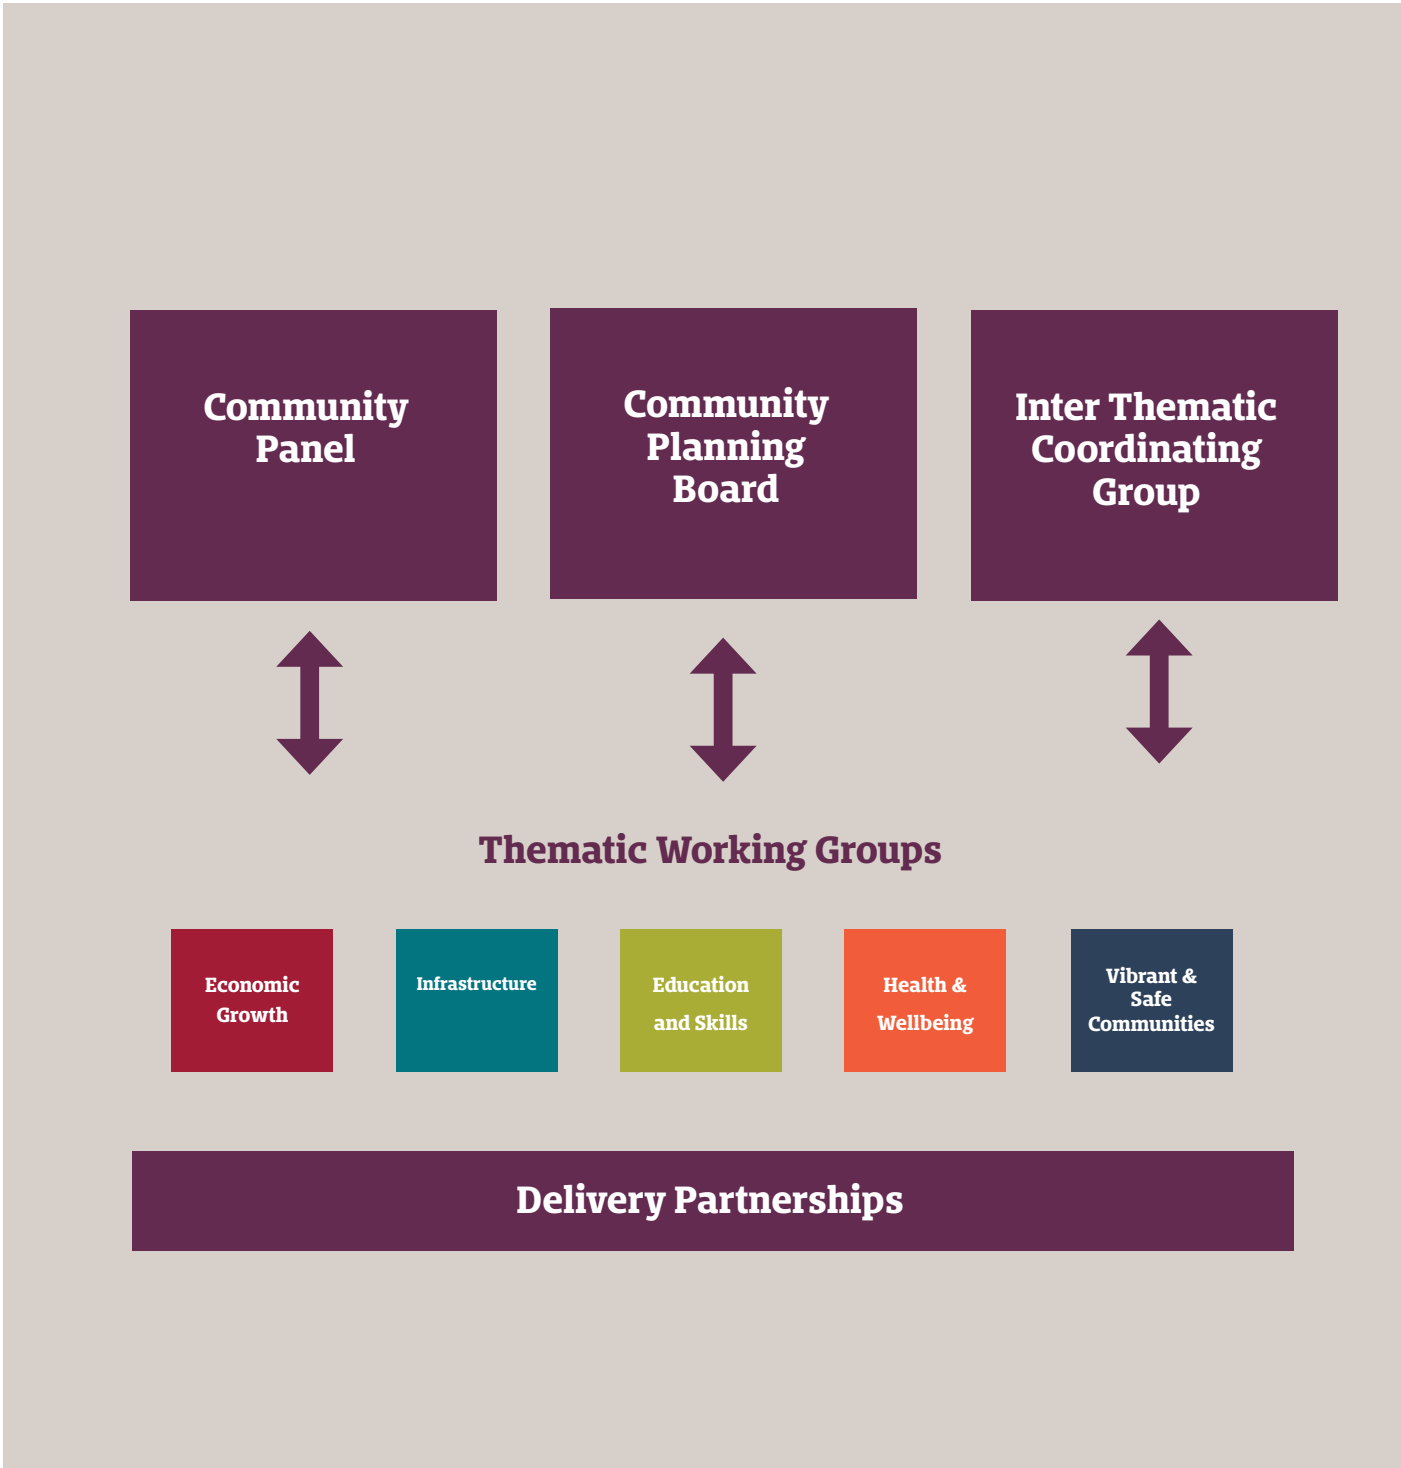 Community
Panel
Community
Planning
Board
Inter Thematic
Coordinating
Group
Thematic Working Groups
Economic
Growth
Infrastructure
Education
and Skills
Health &
Wellbeing
Vibrant &
Safe
Communities
Delivery Partnerships